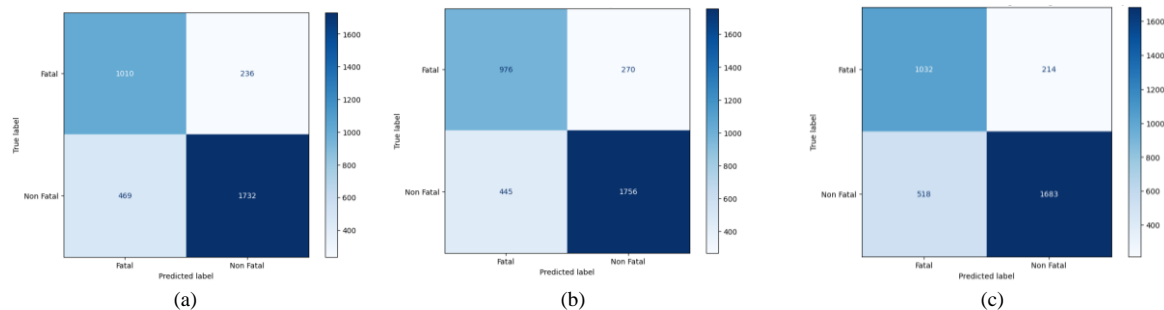 Fatal
Non Fatal
True label
1010
236
469
1732
Fatal
Non Fatal
Predicted label
1600
1400
1200
1000
800
600
400
(a)
Fatal
Non Fatal
True label
976
270
445
1756
Fatal
Non Fatal
Predicted label
1600
1400
1200
1000
800
600
400
(b)
Fatal
Non Fatal
True label
1032
214
518
1683
Fatal
Non Fatal
Predicted label
1600
1400
1200
1000
800
600
400
(c)